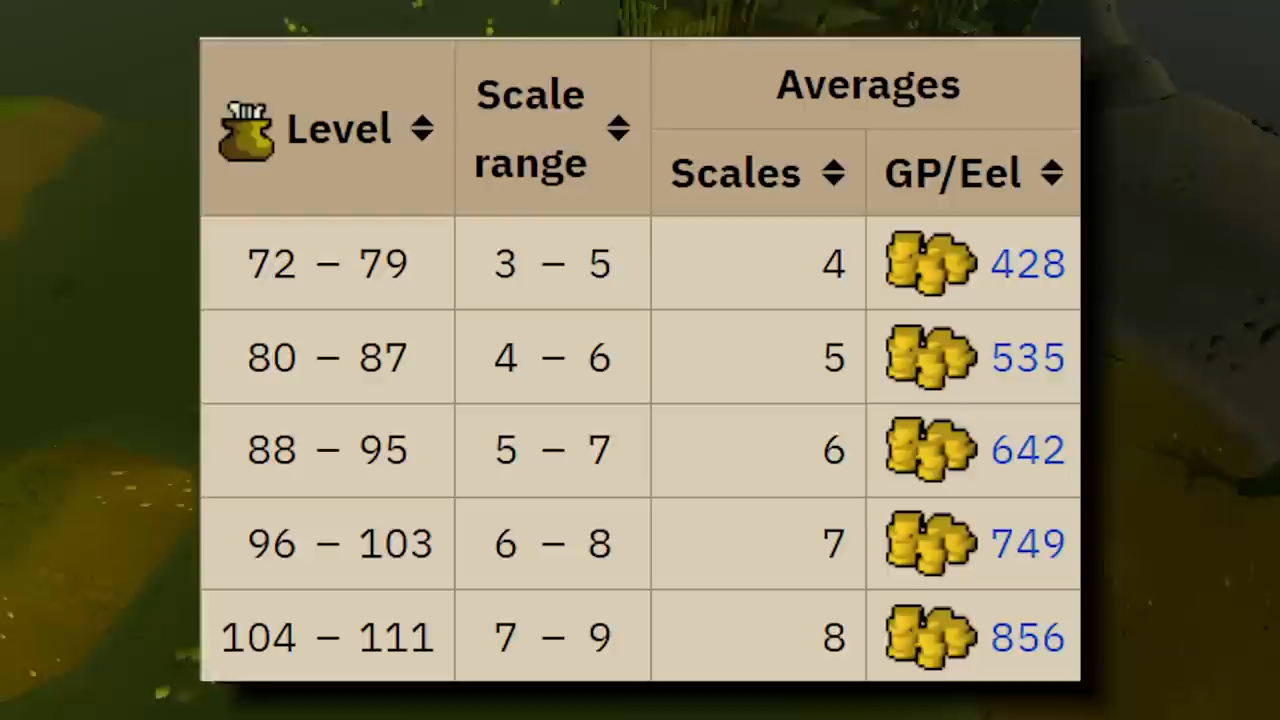 Level Scale range Averages
Scales GP/Eel
72 – 79 3 – 5 4 428
80 – 87 4 – 6 5 535
88 – 95 5 – 7 6 642
96 – 103 6 – 8 7 749
104 – 111 7 – 9 8 856